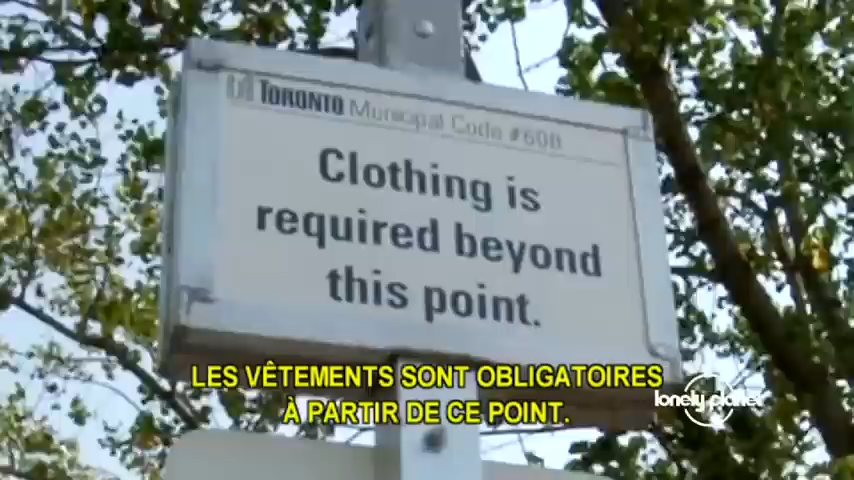 TORONTO Municipal Code #608
Clothing is
required beyond
this point.
LES VÊTEMENTS SONT OBLIGATOIRES
À PARTIR DE CE POINT.
lonely planet